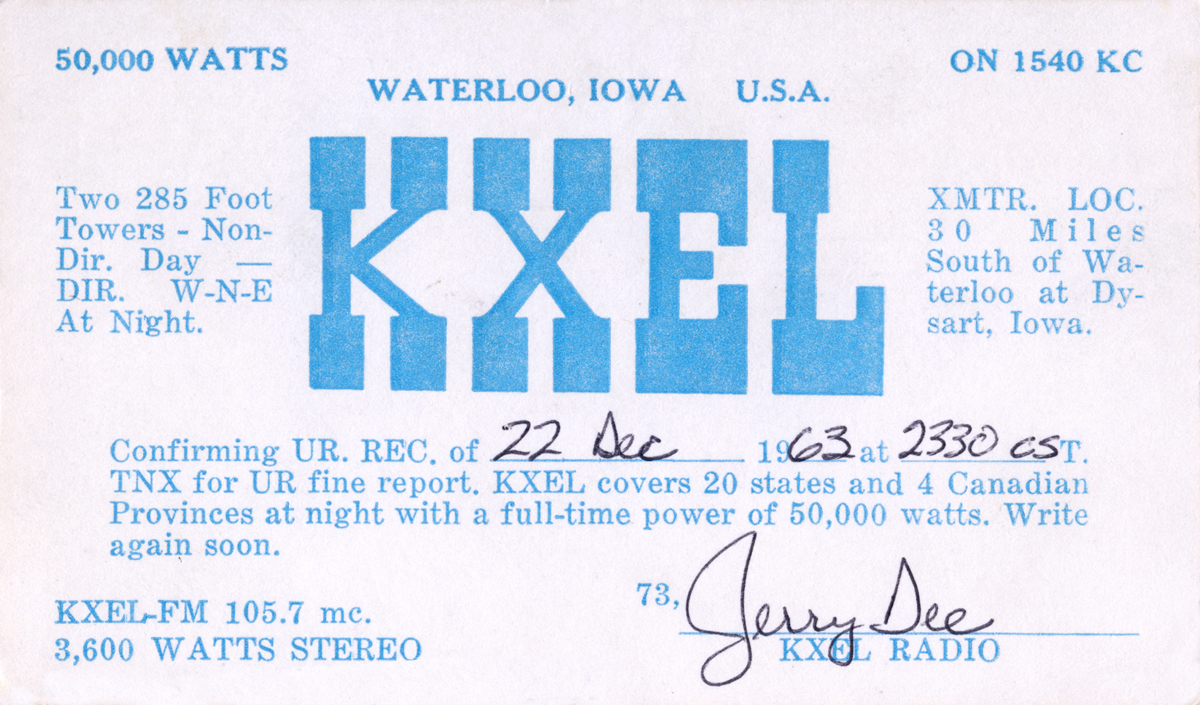 50,000 WATTS
ON 1540 KC
WATERLOO, IOWA U.S.A.
Two 285 Foot
Towers - Non-
Dir. Day —
DIR. W-N-E
At Night.
KXEL
XMTR. LOC.
30 Miles
South of Wa-
terloo at Dy-
sart, Iowa.
Confirming UR. REC. of 22 Dec 1963 at 2330 CST.
TNX for UR fine report. KXEL covers 20 states and 4 Canadian
Provinces at night with a full-time power of 50,000 watts. Write
again soon.
73, Jerry Dee
KXEL-FM 105.7 mc.
3,600 WATTS STEREO
KXEL RADIO